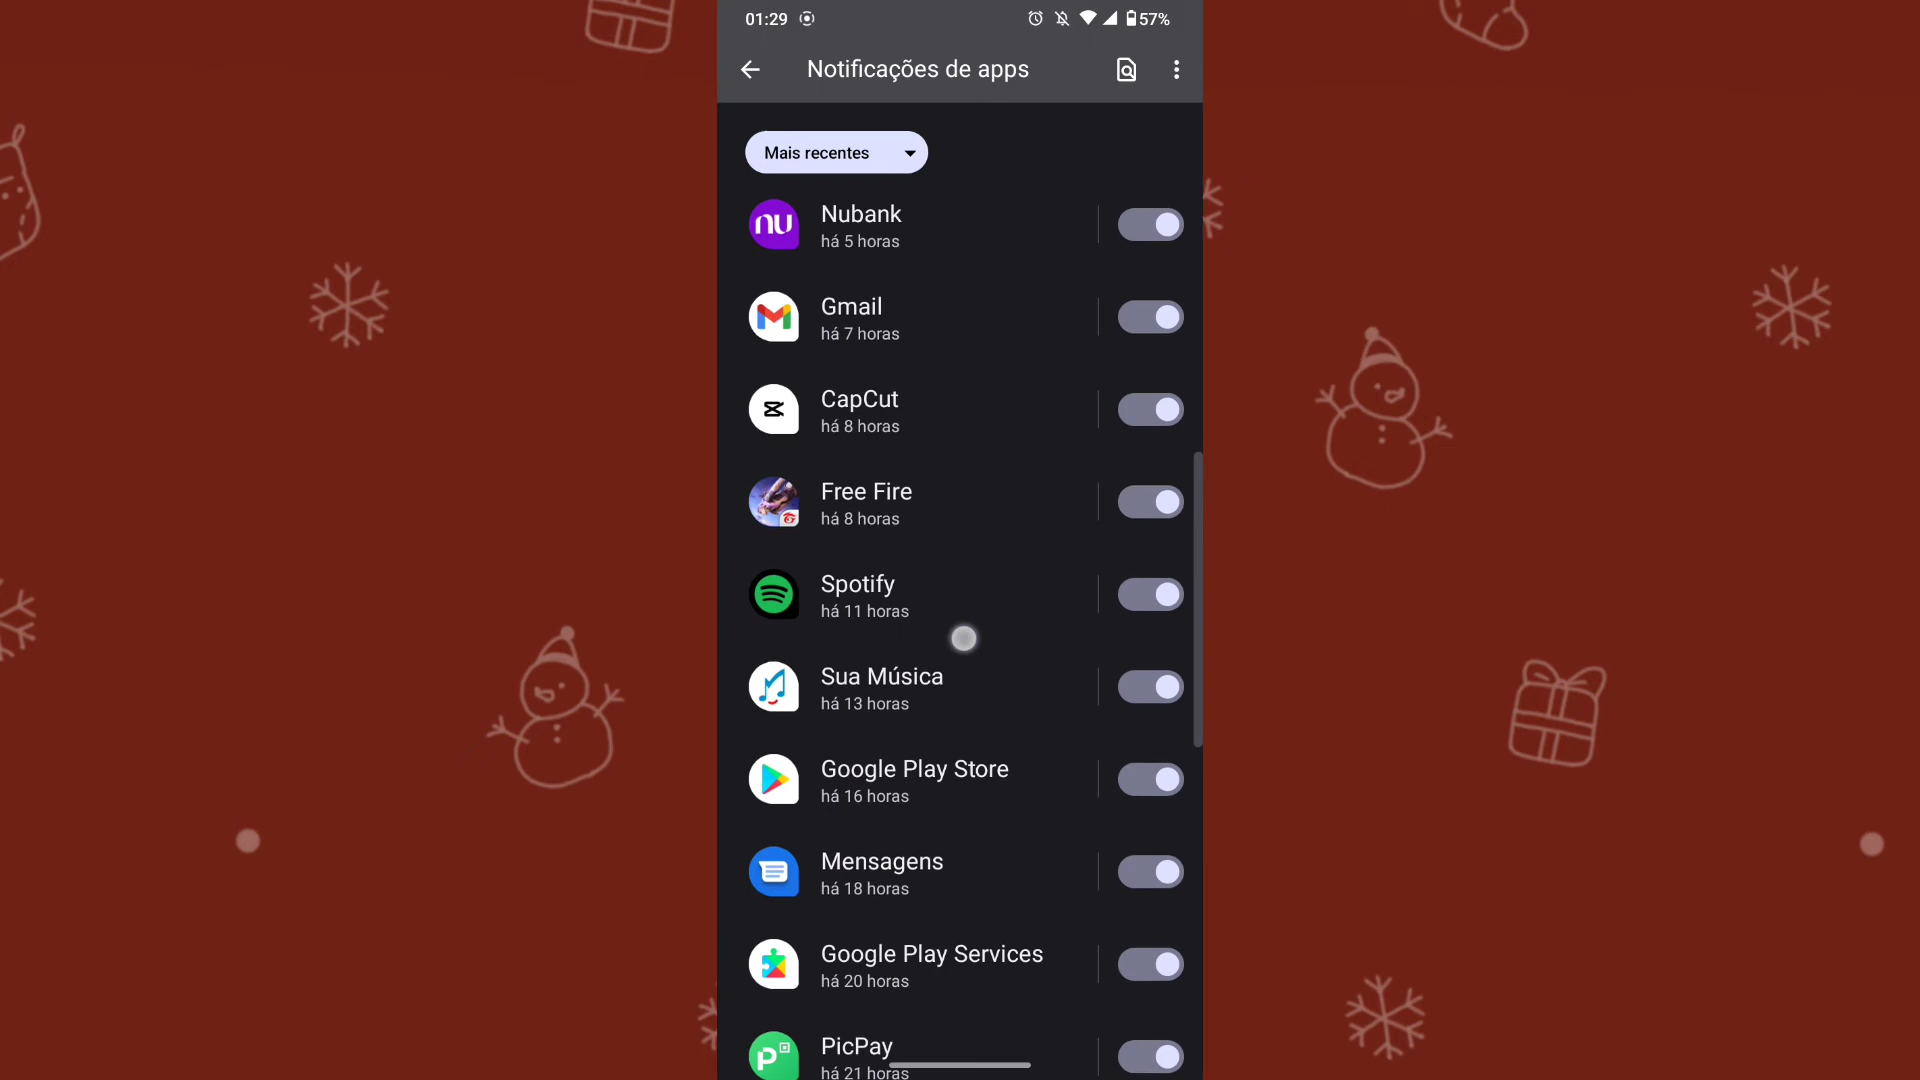 01:29
57%
Notificações de apps
Mais recentes
nu
Nubank
há 5 horas
Gmail
há 7 horas
CapCut
há 8 horas
Free Fire
há 8 horas
Spotify
há 11 horas
Sua Música
há 13 horas
Google Play Store
há 16 horas
Mensagens
há 18 horas
Google Play Services
há 20 horas
PicPay
há 21 horas